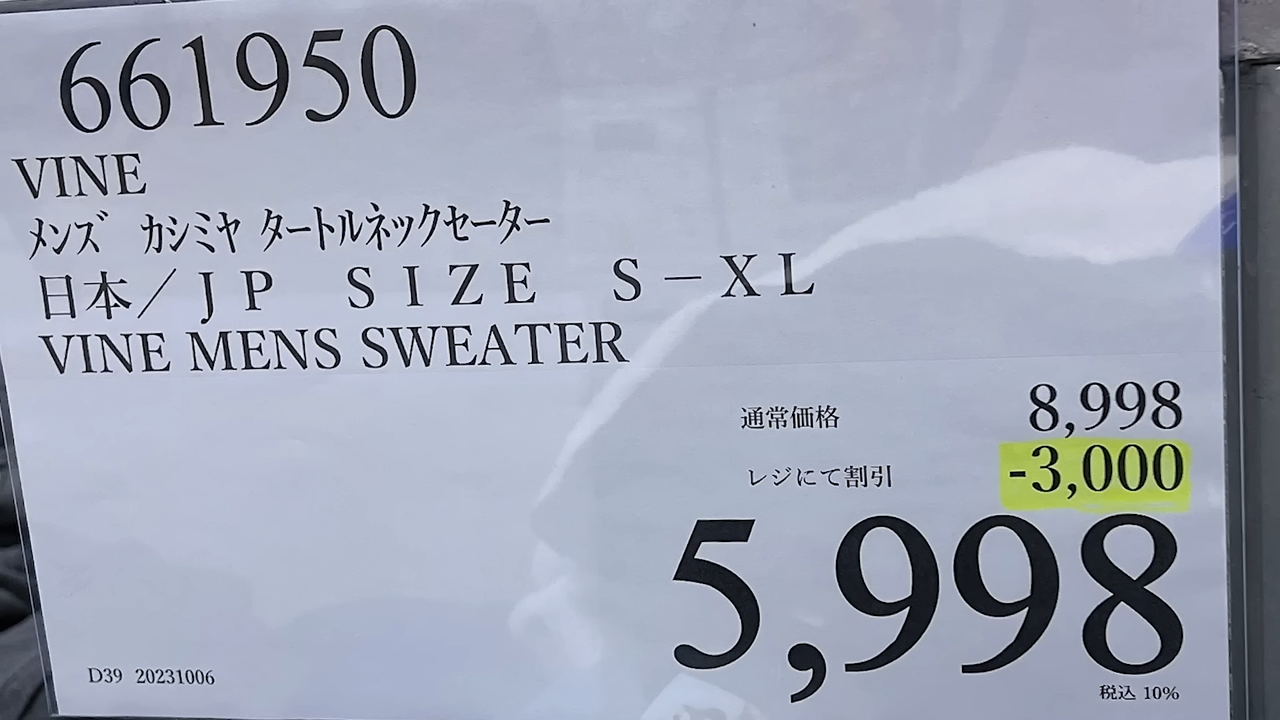 661950
VINE
ﾒﾝｽﾞ ｶｼﾐﾔ ﾀｰﾄﾙﾈｯｸｾｰﾀｰ
日本／ＪＰ　ＳＩＺＥ　Ｓ－ＸＬ
VINE MENS SWEATER
通常価格 8,998
レジにて割引 -3,000
5,998
税込 10%
D39 20231006